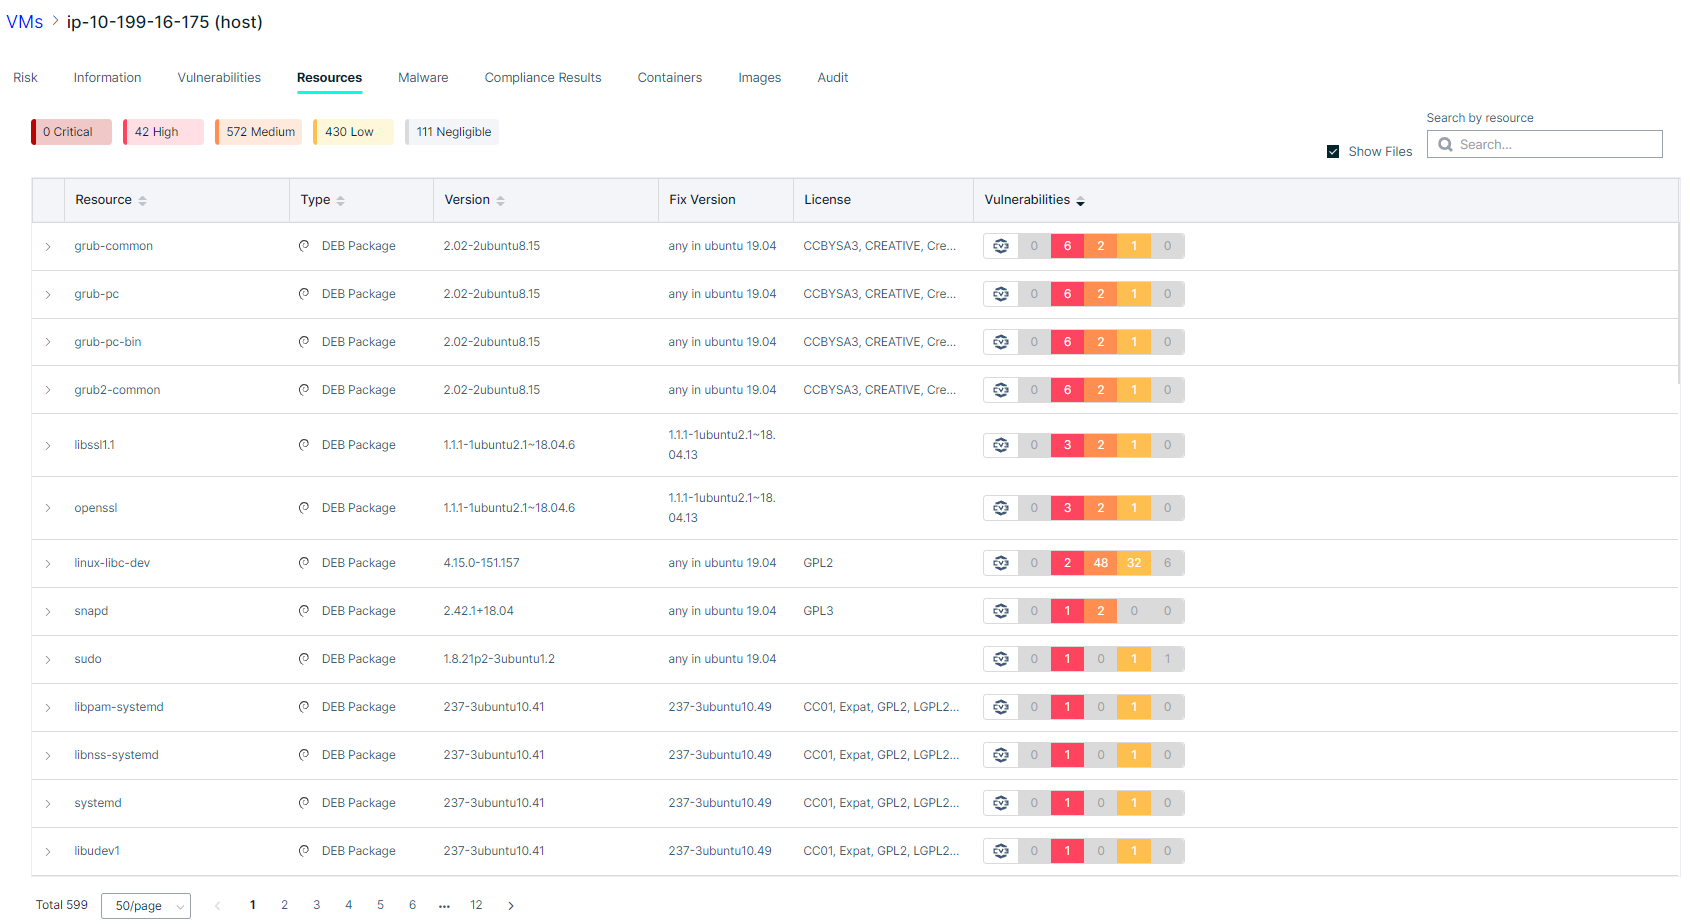 VMs > ip-10-199-16-175 (host)
Risk Information Vulnerabilities Resources Malware Compliance Results Containers Images Audit
0 Critical 42 High 572 Medium 430 Low 111 Negligible
Search by resource
Show Files Search...
Resource Type Version Fix Version License Vulnerabilities
grub-common DEB Package 2.02-2ubuntu8.15 any in ubuntu 19.04 CCBYSA3, CREATIVE, Cre... CV3 0 6 2 1 0
grub-pc DEB Package 2.02-2ubuntu8.15 any in ubuntu 19.04 CCBYSA3, CREATIVE, Cre... CV3 0 6 2 1 0
grub-pc-bin DEB Package 2.02-2ubuntu8.15 any in ubuntu 19.04 CCBYSA3, CREATIVE, Cre... CV3 0 6 2 1 0
grub2-common DEB Package 2.02-2ubuntu8.15 any in ubuntu 19.04 CCBYSA3, CREATIVE, Cre... CV3 0 6 2 1 0
libssl1.1 DEB Package 1.1.1-1ubuntu2.1~18.04.6 1.1.1-1ubuntu2.1~18. CV3 0 3 2 1 0
04.13
openssl DEB Package 1.1.1-1ubuntu2.1~18.04.6 1.1.1-1ubuntu2.1~18. CV3 0 3 2 1 0
04.13
linux-libc-dev DEB Package 4.15.0-151.157 any in ubuntu 19.04 GPL2 CV3 0 2 48 32 6
snapd DEB Package 2.42.1+18.04 any in ubuntu 19.04 GPL3 CV3 0 1 2 0 0
sudo DEB Package 1.8.21p2-3ubuntu1.2 any in ubuntu 19.04 CV3 0 1 0 1 1
libpam-systemd DEB Package 237-3ubuntu10.41 237-3ubuntu10.49 CC01, Expat, GPL2, LGPL2... CV3 0 1 0 1 0
libnss-systemd DEB Package 237-3ubuntu10.41 237-3ubuntu10.49 CC01, Expat, GPL2, LGPL2... CV3 0 1 0 1 0
systemd DEB Package 237-3ubuntu10.41 237-3ubuntu10.49 CC01, Expat, GPL2, LGPL2... CV3 0 1 0 1 0
libudev1 DEB Package 237-3ubuntu10.41 237-3ubuntu10.49 CC01, Expat, GPL2, LGPL2... CV3 0 1 0 1 0
Total 599 50/page < 1 2 3 4 5 6 ... 12 >